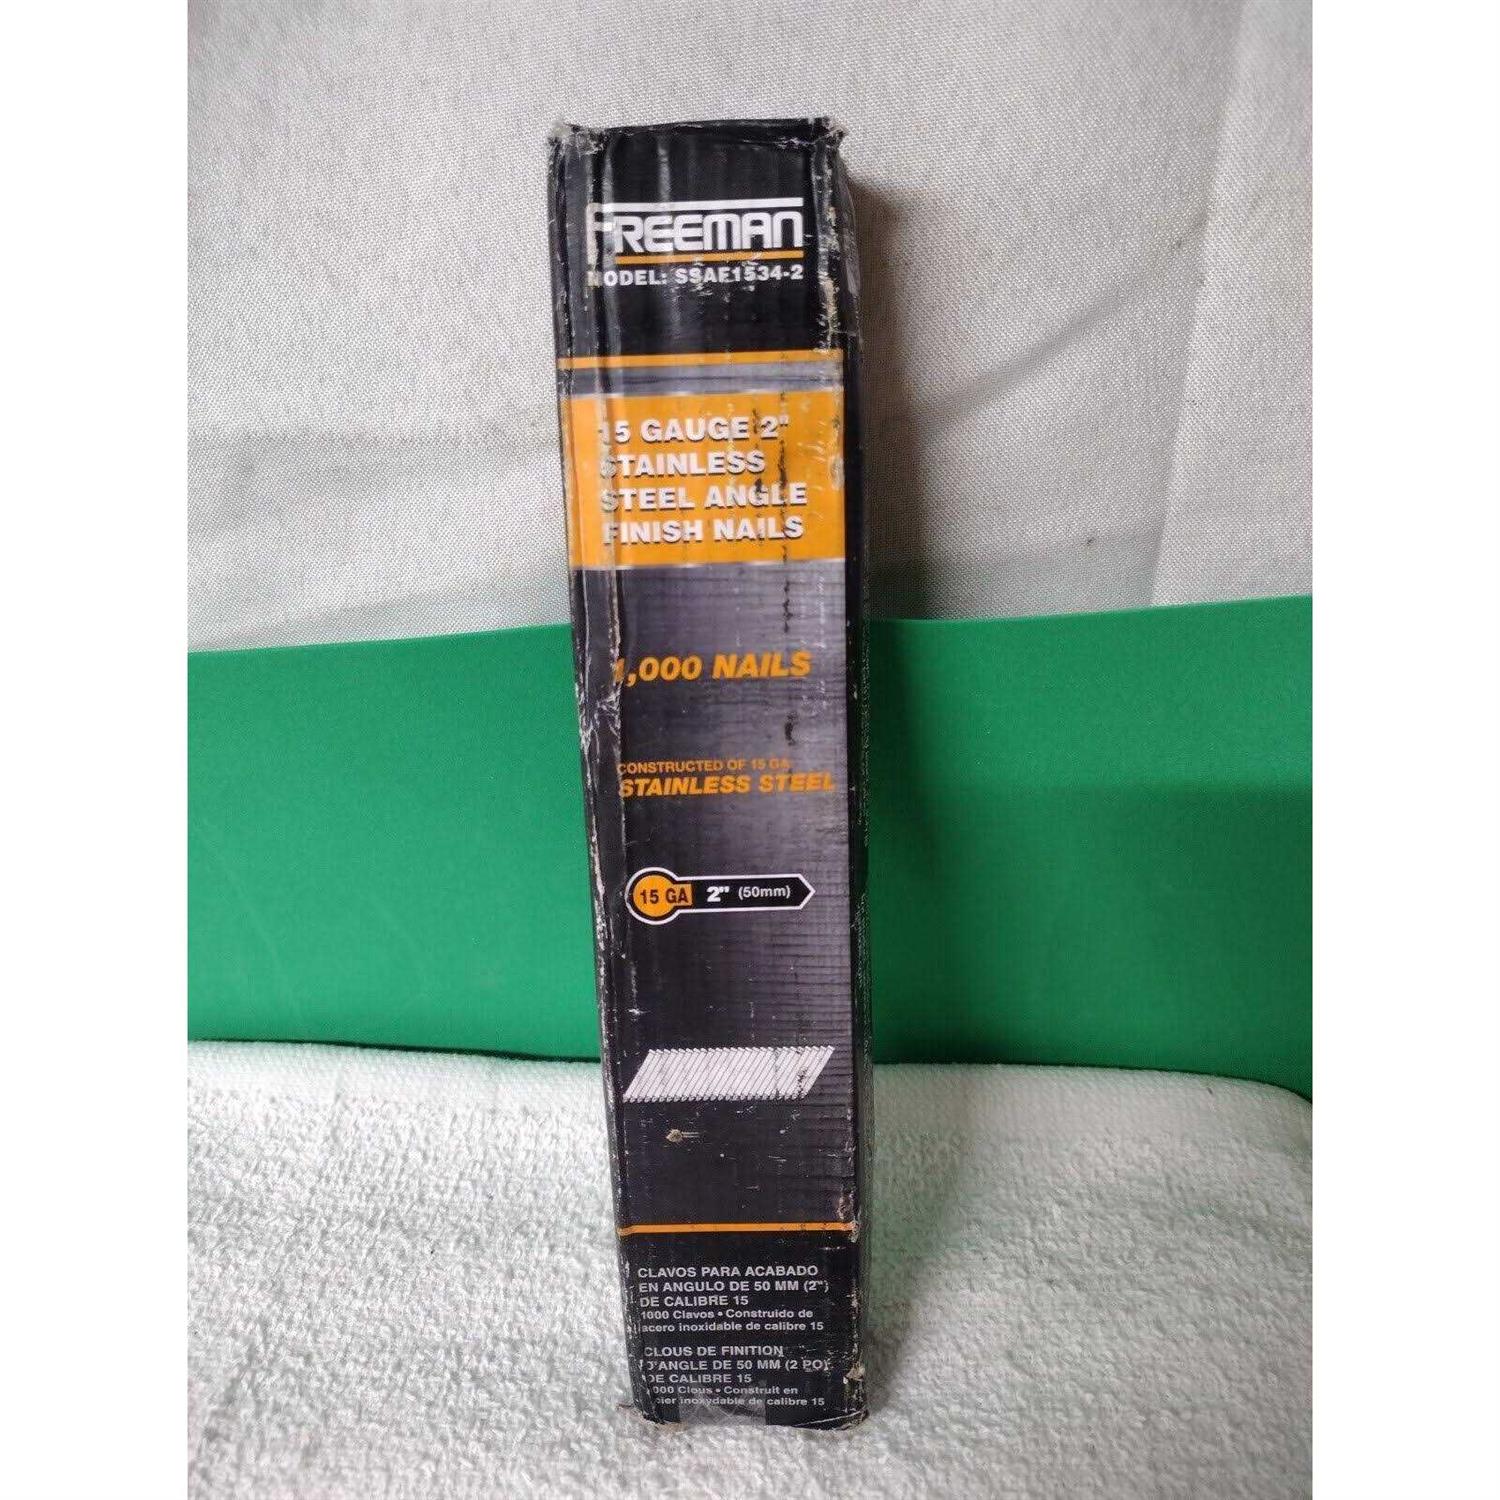 FREEMAN
MODEL: SSAF1534-2
15 GAUGE 2"
STAINLESS
STEEL ANGLE
FINISH NAILS
1,000 NAILS
CONSTRUCTED OF 15 GA
STAINLESS STEEL
15 GA 2" (50mm)
CLAVOS PARA ACABADO
EN ANGULO DE 50 MM (2")
DE CALIBRE 15
1000 Clavos • Construido de
acero inoxidable de calibre 15
CLOUS DE FINITION
D'ANGLE DE 50 MM (2 PO)
DE CALIBRE 15
1000 Clous • Construit en
acier inoxydable de calibre 15